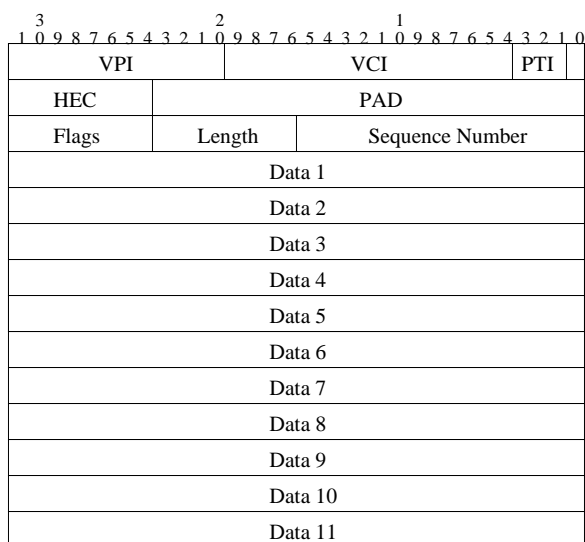 3 2 1
1 0 9 8 7 6 5 4 3 2 1 0 9 8 7 6 5 4 3 2 1 0 9 8 7 6 5 4 3 2 1 0
VPI VCI PTI
HEC PAD
Flags Length Sequence Number
Data 1
Data 2
Data 3
Data 4
Data 5
Data 6
Data 7
Data 8
Data 9
Data 10
Data 11